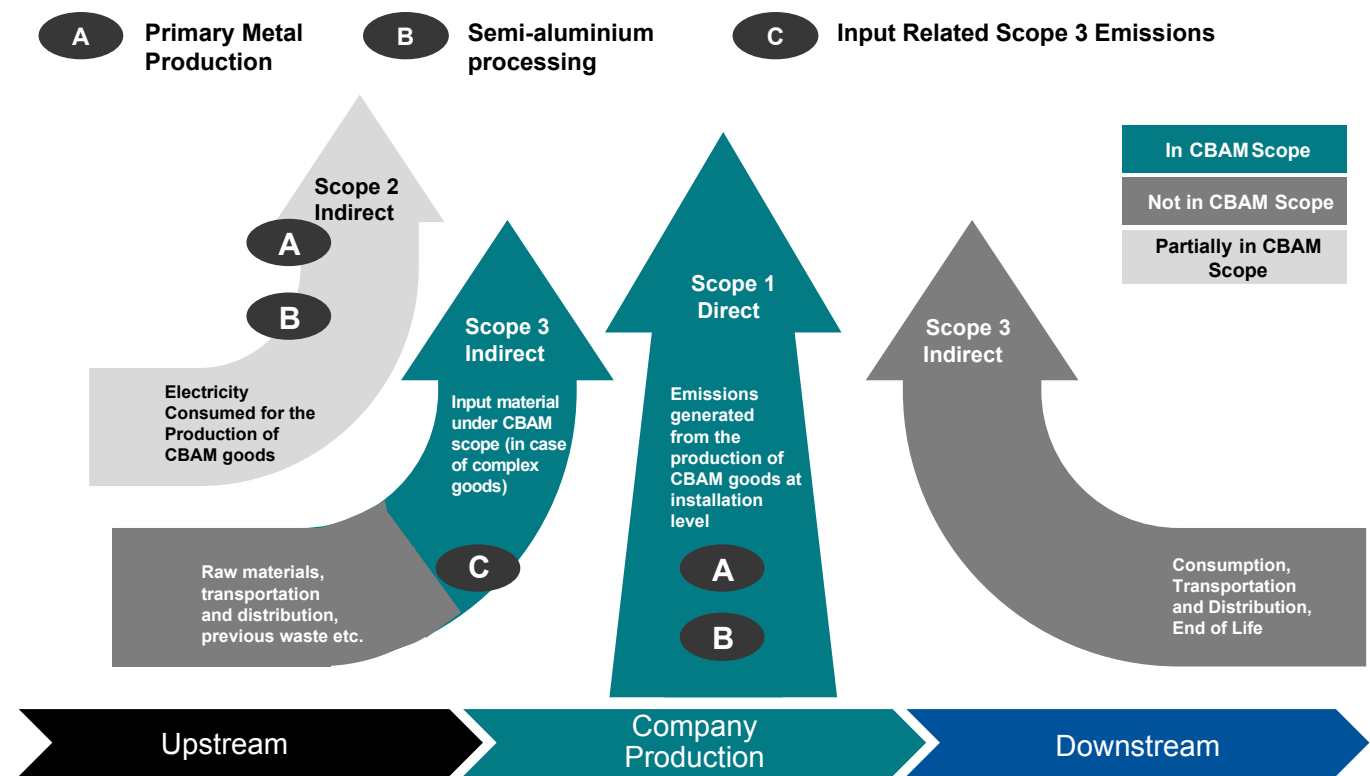 A
Primary Metal
Production
B
Semi-aluminium
processing
C
Input Related Scope 3 Emissions
In CBAM Scope
Not in CBAM Scope
Partially in CBAM
Scope
Scope 2
Indirect
A
B
Electricity
Consumed for the
Production of
CBAM goods
Scope 3
Indirect
Input material
under CBAM
scope (in case
of complex
goods)
C
Raw materials,
transportation
and distribution,
previous waste etc.
Scope 1
Direct
Emissions
generated
from the
production of
CBAM goods at
installation
level
A
B
Scope 3
Indirect
Consumption,
Transportation
and Distribution,
End of Life
Upstream
Company
Production
Downstream